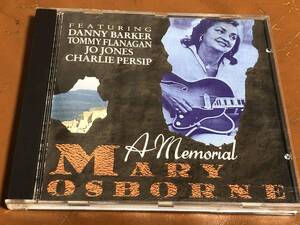 FEATURING
DANNY BARKER
TOMMY FLANAGAN
JO JONES
CHARLIE PERSIP
A Memorial
MARY
OSBORNE